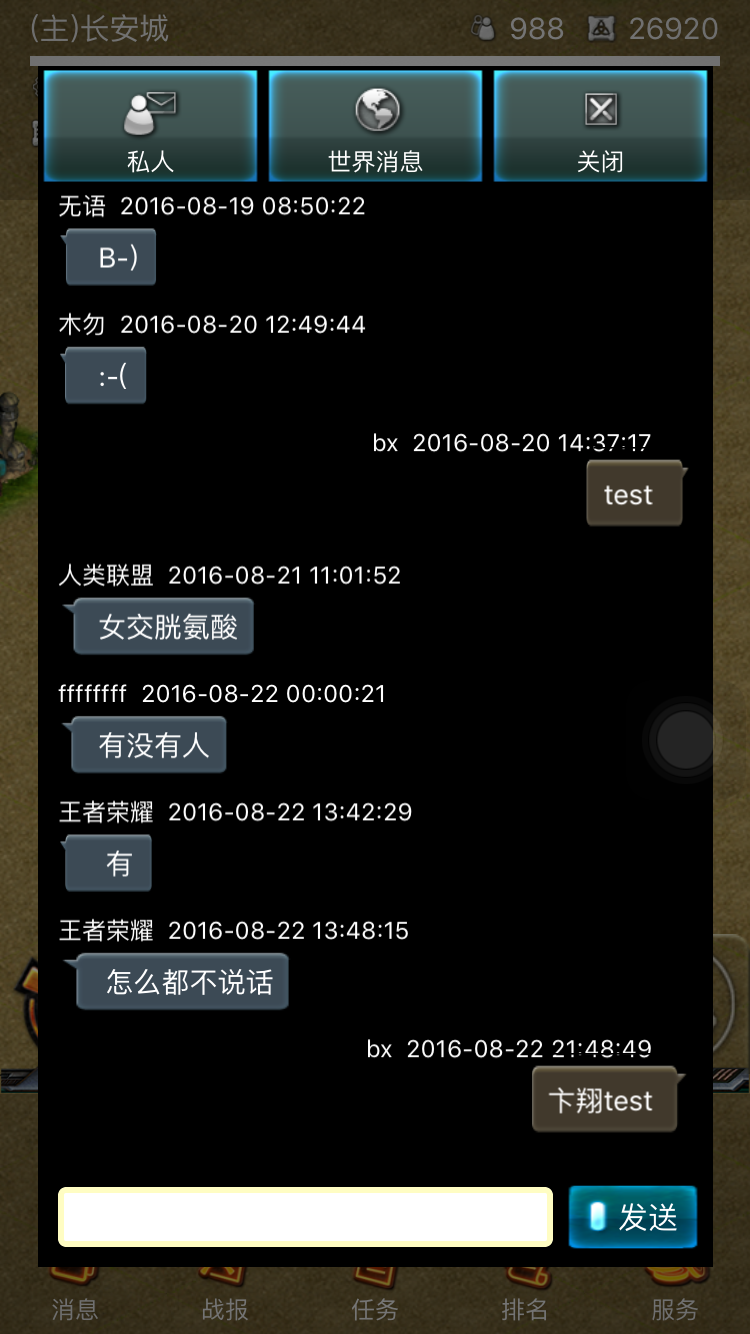 (主)长安城 988 26920
私人 世界消息 关闭
无语 2016-08-19 08:50:22
B-)
木勿 2016-08-20 12:49:44
:-(
bx 2016-08-20 14:37:17
test
人类联盟 2016-08-21 11:01:52
女交胱氨酸
ffffffff 2016-08-22 00:00:21
有没有人
王者荣耀 2016-08-22 13:42:29
有
王者荣耀 2016-08-22 13:48:15
怎么都不说话
bx 2016-08-22 21:48:49
卞翔test
发送
消息 战报 任务 排名 服务